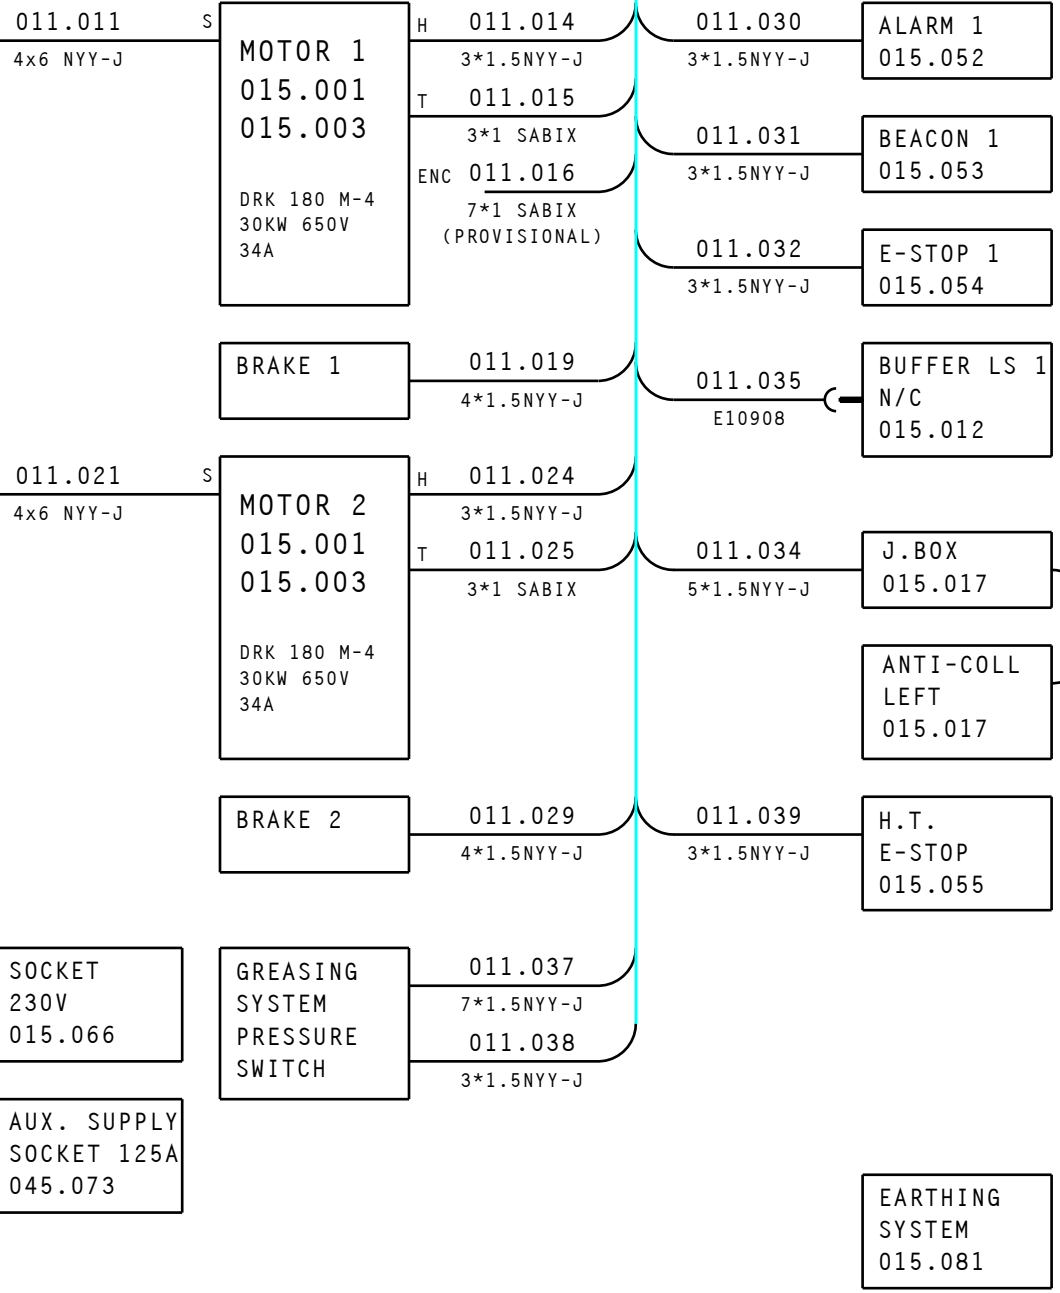 011.011
S
4x6 NYY-J
MOTOR 1
015.001
015.003
DRK 180 M-4
30KW 650V
34A
H
011.014
3*1.5NYY-J
T
011.015
3*1 SABIX
ENC
011.016
7*1 SABIX
(PROVISIONAL)
011.030
3*1.5NYY-J
ALARM 1
015.052
011.031
3*1.5NYY-J
BEACON 1
015.053
011.032
3*1.5NYY-J
E-STOP 1
015.054
BRAKE 1
011.019
4*1.5NYY-J
011.035
E10908
BUFFER LS 1
N/C
015.012
011.021
S
4x6 NYY-J
MOTOR 2
015.001
015.003
DRK 180 M-4
30KW 650V
34A
H
011.024
3*1.5NYY-J
T
011.025
3*1 SABIX
011.034
5*1.5NYY-J
J.BOX
015.017
ANTI-COLL
LEFT
015.017
BRAKE 2
011.029
4*1.5NYY-J
011.039
3*1.5NYY-J
H.T.
E-STOP
015.055
SOCKET
230V
015.066
GREASING
SYSTEM
PRESSURE
SWITCH
011.037
7*1.5NYY-J
011.038
3*1.5NYY-J
AUX. SUPPLY
SOCKET 125A
045.073
EARTHING
SYSTEM
015.081